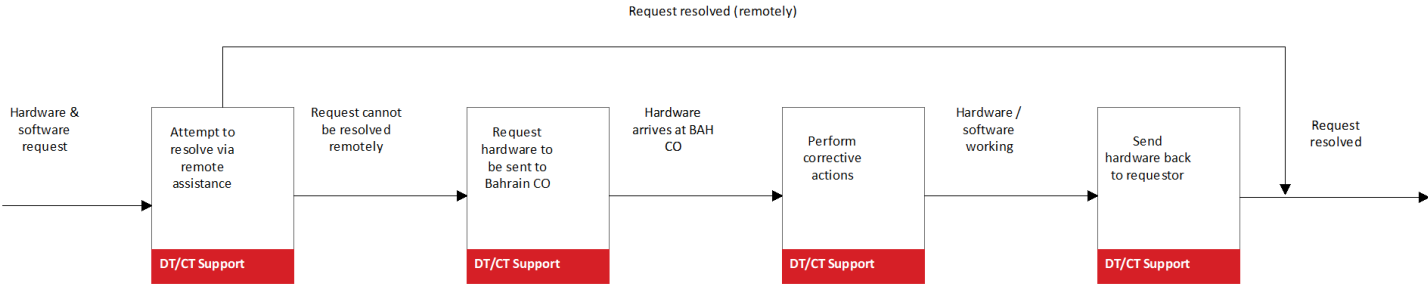 Request resolved (remotely)
Hardware &
software
request
Attempt to
resolve via
remote
assistance
DT/CT Support
Request cannot
be resolved
remotely
Request
hardware to
be sent to
Bahrain CO
DT/CT Support
Hardware
arrives at BAH
CO
Perform
corrective
actions
DT/CT Support
Hardware /
software
working
Send
hardware back
to requestor
DT/CT Support
Request
resolved